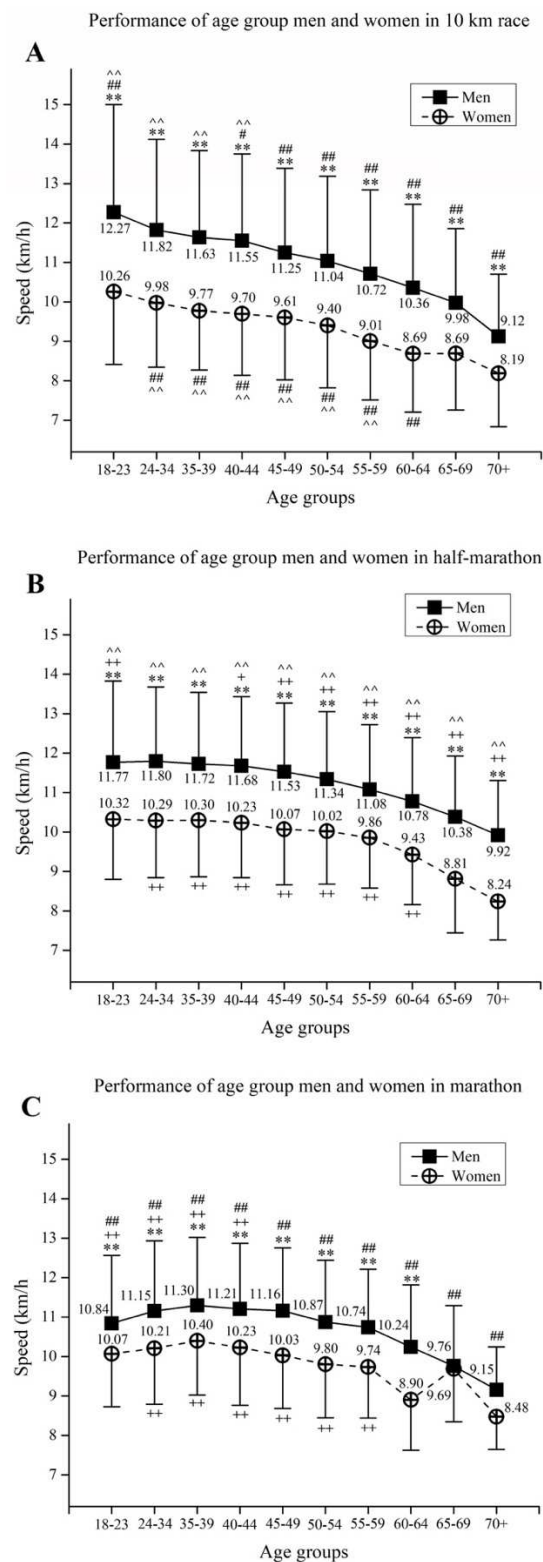 Performance of age group men and women in 10 km race
A
Men
Women
Speed (km/h)
15
14
13
12
11
10
9
8
7
^^ ^^ ^^ ^^
## # ## ## ## ## ## ##
** ** ** ** ** ** ** ** ** **
12.27 11.82 11.63 11.55 11.25 11.04 10.72 10.36 9.98 9.12
10.26 9.98 9.77 9.70 9.61 9.40 9.01 8.69 8.69 8.19
## ## ## ## ## ## ##
^^ ^^ ^^ ^^ ^^ ^^
18-23 24-34 35-39 40-44 45-49 50-54 55-59 60-64 65-69 70+
Age groups
Performance of age group men and women in half-marathon
B
Men
Women
Speed (km/h)
15
14
13
12
11
10
9
8
7
^^ ^^ ^^ ^^ ^^ ^^ ^^ ^^ ^^ ^^
++ + ++ ++ ++ ++ ++ ++
** ** ** ** ** ** ** ** ** **
11.77 11.80 11.72 11.68 11.53 11.34 11.08 10.78 10.38 9.92
10.32 10.29 10.30 10.23 10.07 10.02 9.86 9.43 8.81 8.24
++ ++ ++ ++ ++ ++ ++
18-23 24-34 35-39 40-44 45-49 50-54 55-59 60-64 65-69 70+
Age groups
Performance of age group men and women in marathon
C
Men
Women
Speed (km/h
15
14
13
12
11
10
9
8
7
## ## ## ## ## ## ## ## ## ##
++ ++ ++ ++
** ** ** ** ** ** ** **
10.84 11.15 11.30 11.21 11.16 10.87 10.74 10.24 9.76 9.15
10.07 10.21 10.40 10.23 10.03 9.80 9.74 8.90 9.69 8.48
++ ++ ++ ++ ++ ++
18-23 24-34 35-39 40-44 45-49 50-54 55-59 60-64 65-69 70+
Age groups